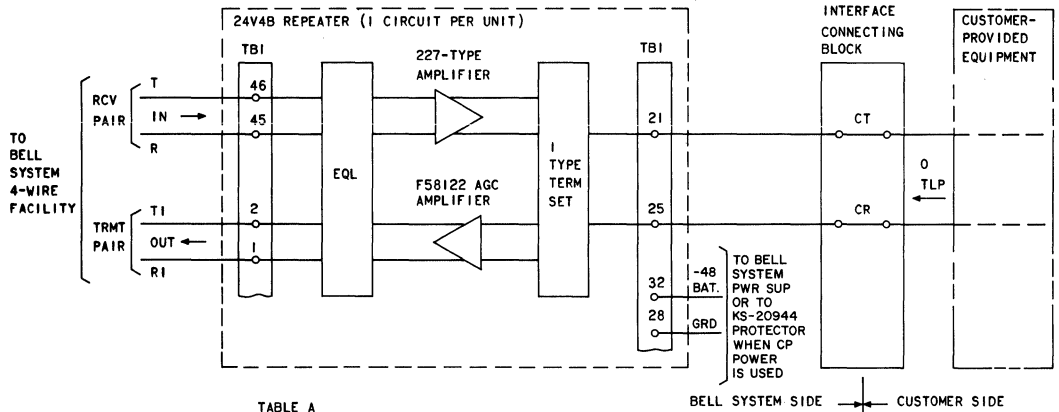 24V4B REPEATER (1 CIRCUIT PER UNIT)
INTERFACE
CONNECTING
BLOCK
CUSTOMER-
PROVIDED
EQUIPMENT
TB1
227-TYPE
AMPLIFIER
TB1
TO
BELL
SYSTEM
4-WIRE
FACILITY
RCV
PAIR
T
IN
R
46
45
EQL
1
TYPE
TERM
SET
21
CT
0
TLP
F58122 AGC
AMPLIFIER
TRMT
PAIR
T1
OUT
R1
2
1
25
CR
32
-48
BAT.
28
GRD
TO BELL
SYSTEM
PWR SUP
OR TO
KS-20944
PROTECTOR
WHEN CP
POWER
IS USED
TABLE A
BELL SYSTEM SIDE
CUSTOMER SIDE